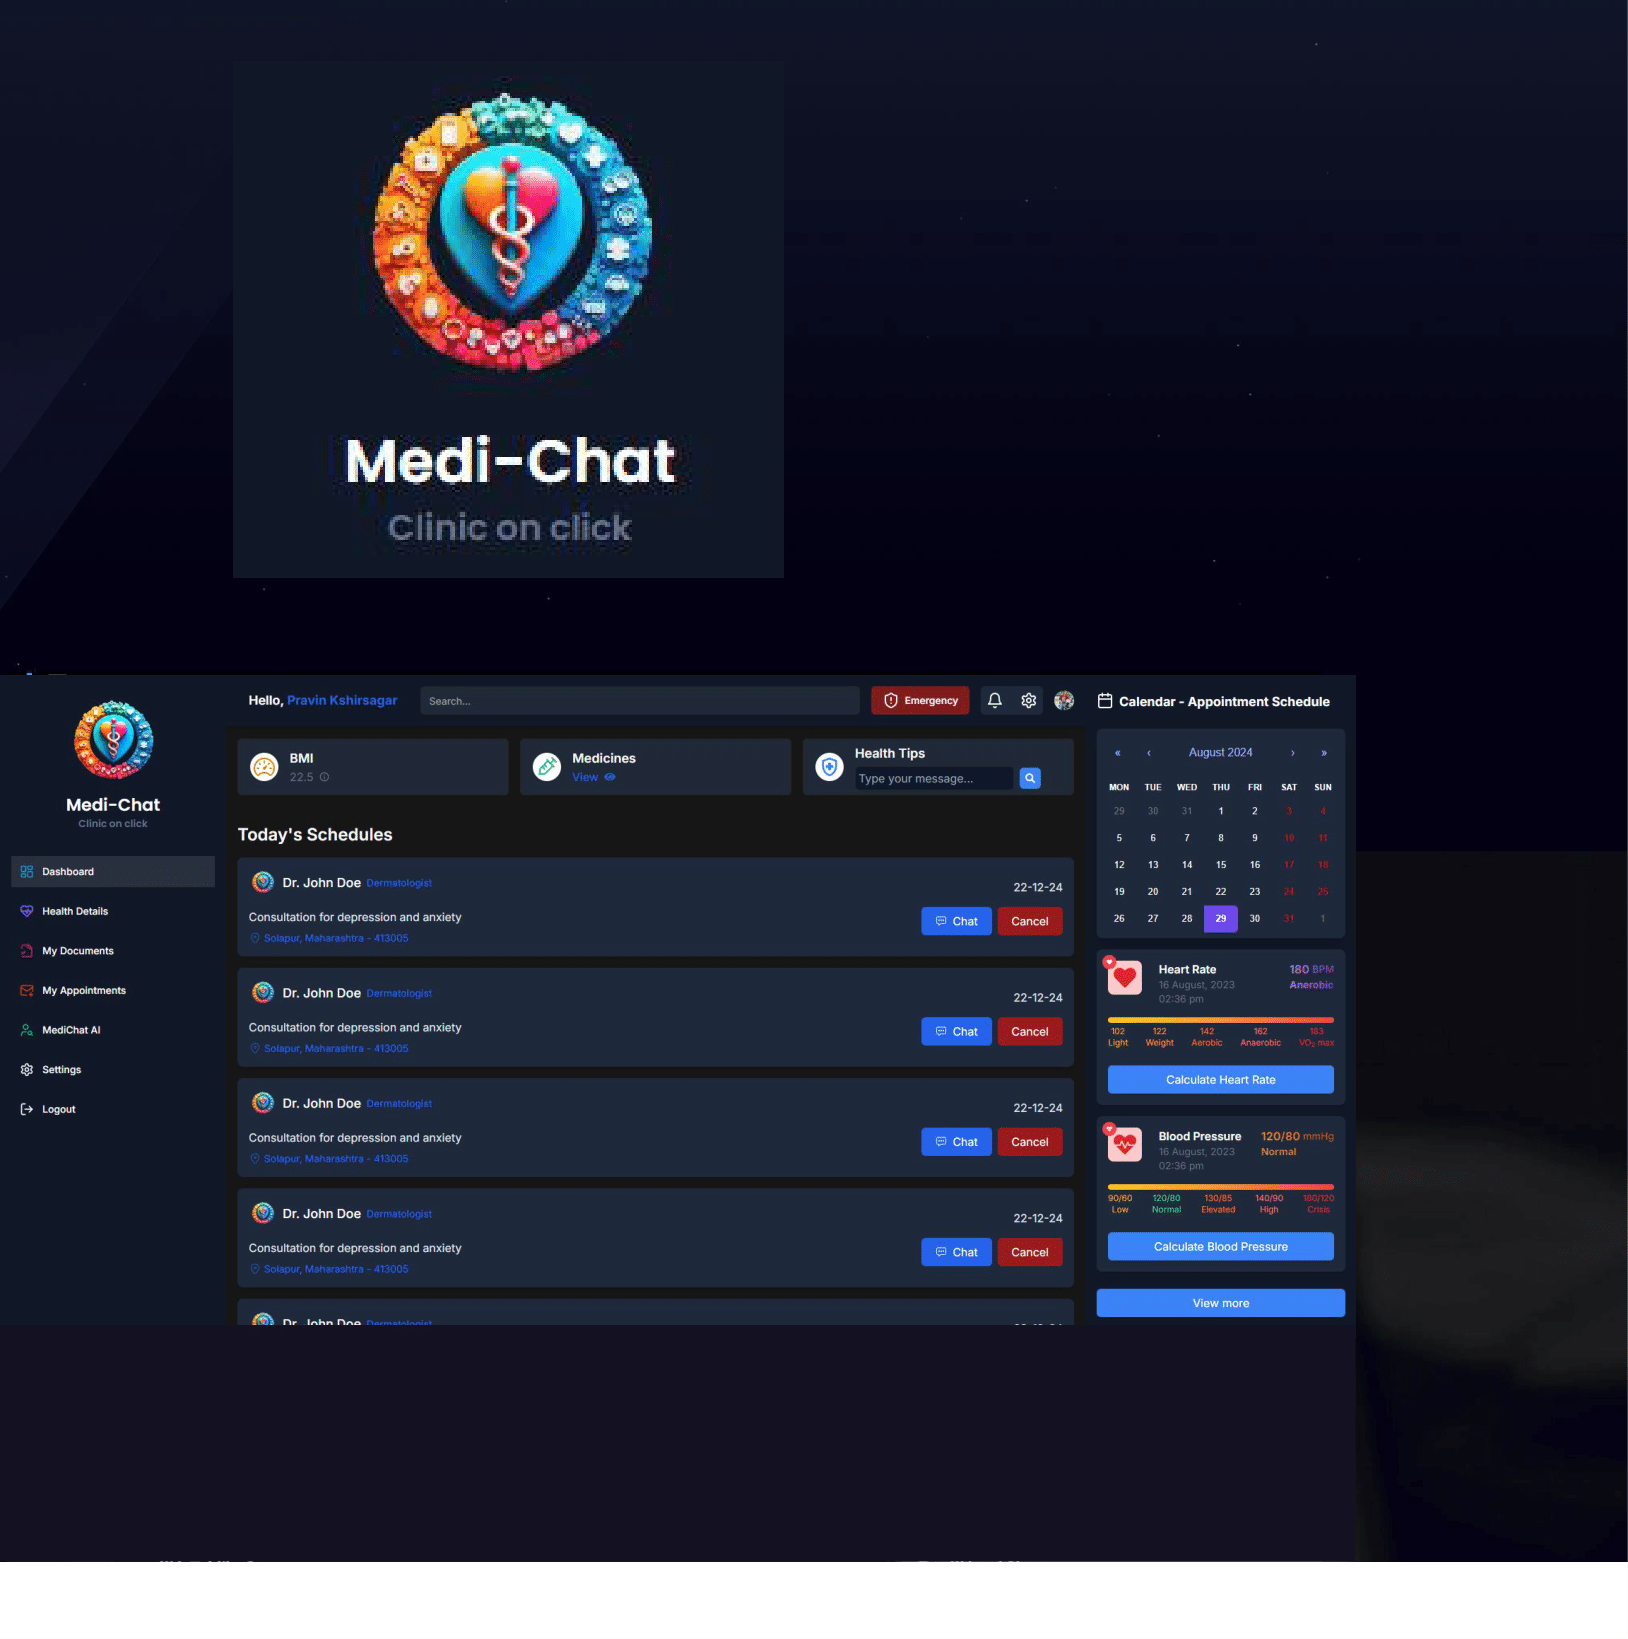 Medi-Chat
Clinic on click
Medi-Chat
Clinic on click
Dashboard
Health Details
My Documents
My Appointments
MediChat AI
Settings
Logout
Hello, Pravin Kshirsagar
Search...
Emergency
BMI
22.5
Medicines
View
Health Tips
Type your message...
Today's Schedules
Dr. John Doe Dermatologist
22-12-24
Consultation for depression and anxiety
Chat Cancel
Solapur, Maharashtra - 413005
Dr. John Doe Dermatologist
22-12-24
Consultation for depression and anxiety
Chat Cancel
Solapur, Maharashtra - 413005
Dr. John Doe Dermatologist
22-12-24
Consultation for depression and anxiety
Chat Cancel
Solapur, Maharashtra - 413005
Dr. John Doe Dermatologist
22-12-24
Consultation for depression and anxiety
Chat Cancel
Solapur, Maharashtra - 413005
Dr. John Doe Dermatologist
Calendar - Appointment Schedule
« ‹ August 2024 › »
MON TUE WED THU FRI SAT SUN
29 30 31 1 2 3 4
5 6 7 8 9 10 11
12 13 14 15 16 17 18
19 20 21 22 23 24 25
26 27 28 29 30 31 1
Heart Rate 180 BPM
16 August, 2023 Anerobic
02:36 pm
102 122 142 162 183
Light Weight Aerobic Anaerobic VO₂ max
Calculate Heart Rate
Blood Pressure 120/80 mmHg
16 August, 2023 Normal
02:36 pm
90/60 120/80 130/85 140/90 180/120
Low Normal Elevated High Crisis
Calculate Blood Pressure
View more